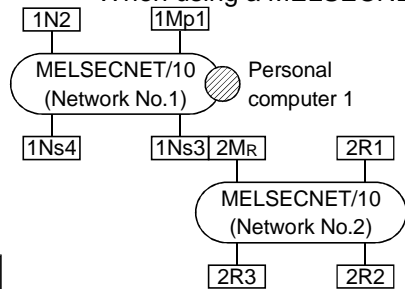 When using a MELSECNE
1N2 1Mp1
MELSECNET/10
(Network No.1)
Personal
computer 1
1Ns4 1Ns3 2MR 2R1
MELSECNET/10
(Network No.2)
2R3 2R2